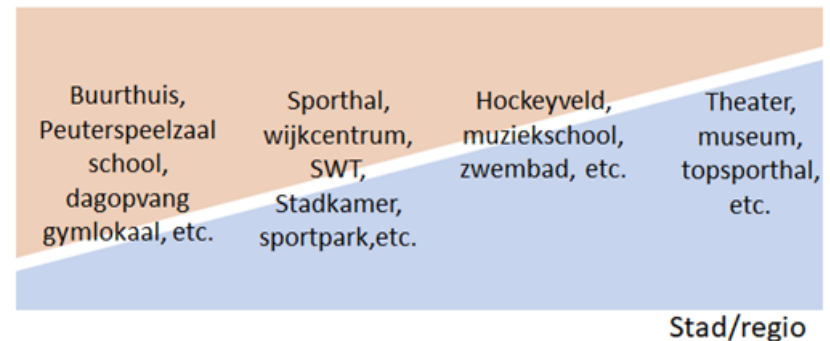 Buurthuis,
Peuterspeelzaal
school,
dagopvang
gymlokaal, etc.
Sporthal,
wijkcentrum,
SWT,
Stadkamer,
sportpark,etc.
Hockeyveld,
muziekschool,
zwembad, etc.
Theater,
museum,
topsporthal,
etc.
Stad/regio